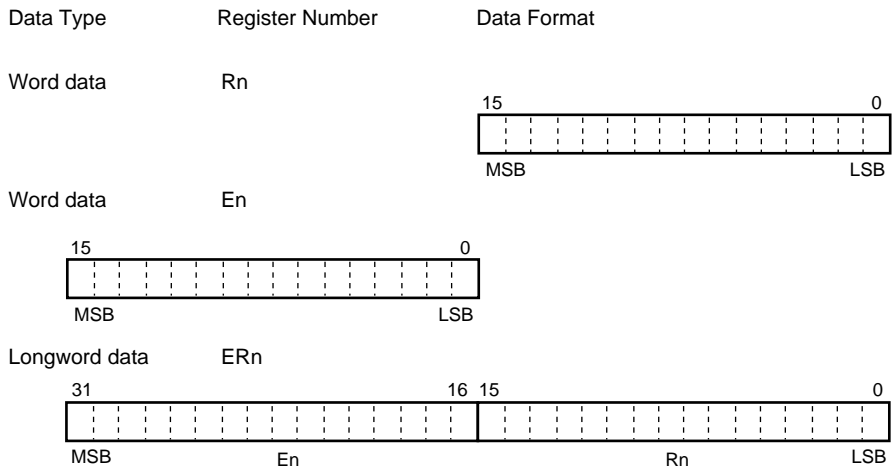 Data Type Register Number Data Format
Word data Rn
15 0
MSB LSB
Word data En
15 0
MSB LSB
Longword data ERn
31 16 15 0
MSB En Rn LSB